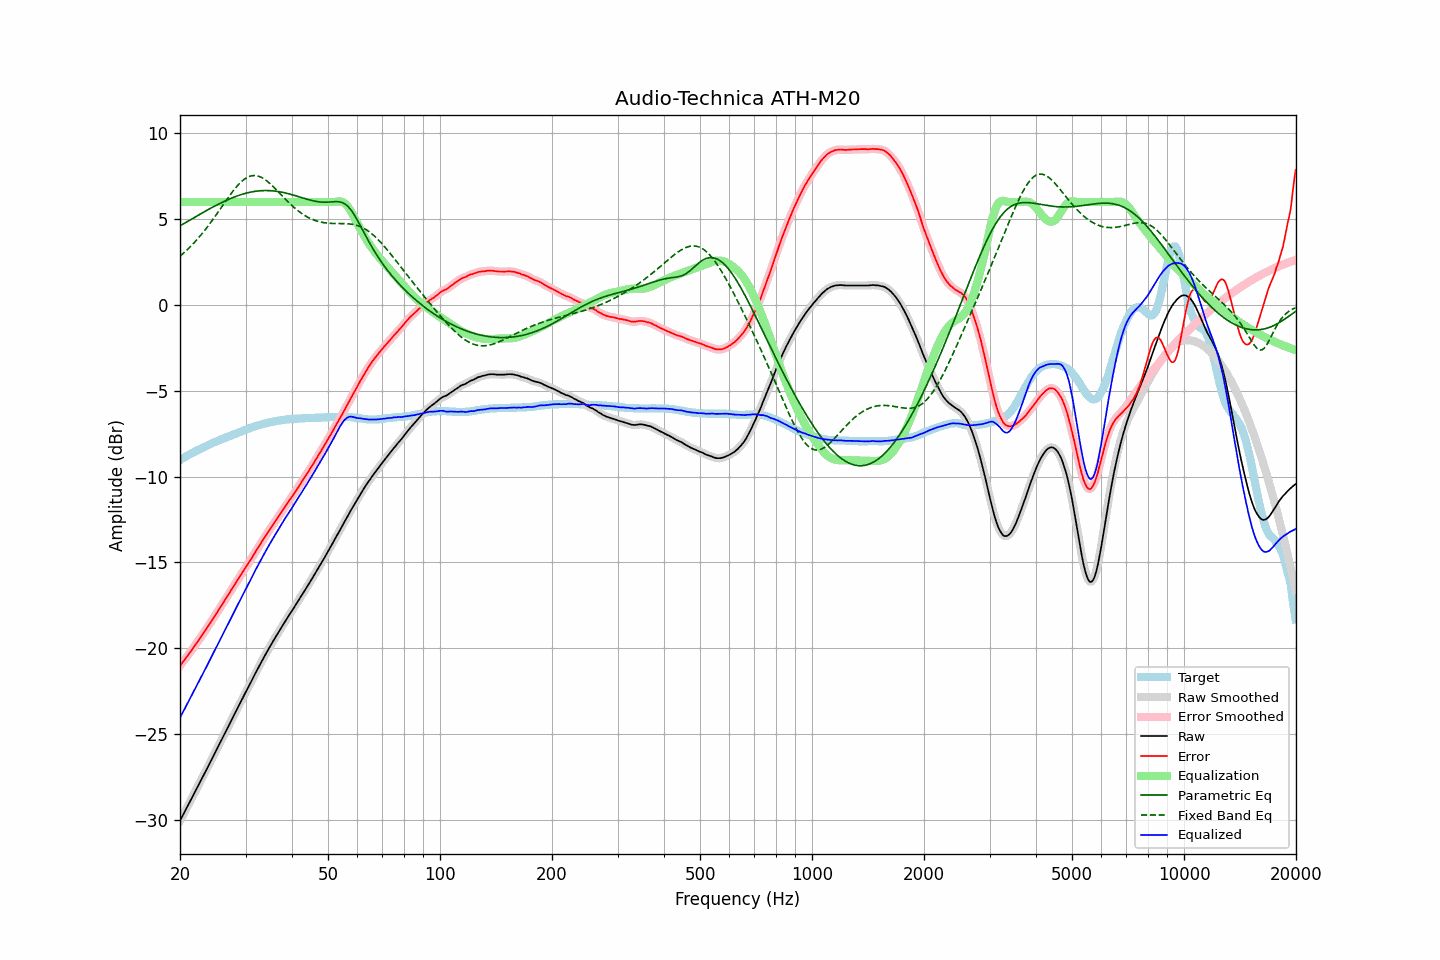 Audio-Technica ATH-M20
10
5
0
−5
−10
−15
−20
−25
−30
Amplitude (dBr)
20
50
100
200
500
1000
2000
5000
10000
20000
Frequency (Hz)
Target
Raw Smoothed
Error Smoothed
Raw
Error
Equalization
Parametric Eq
Fixed Band Eq
Equalized